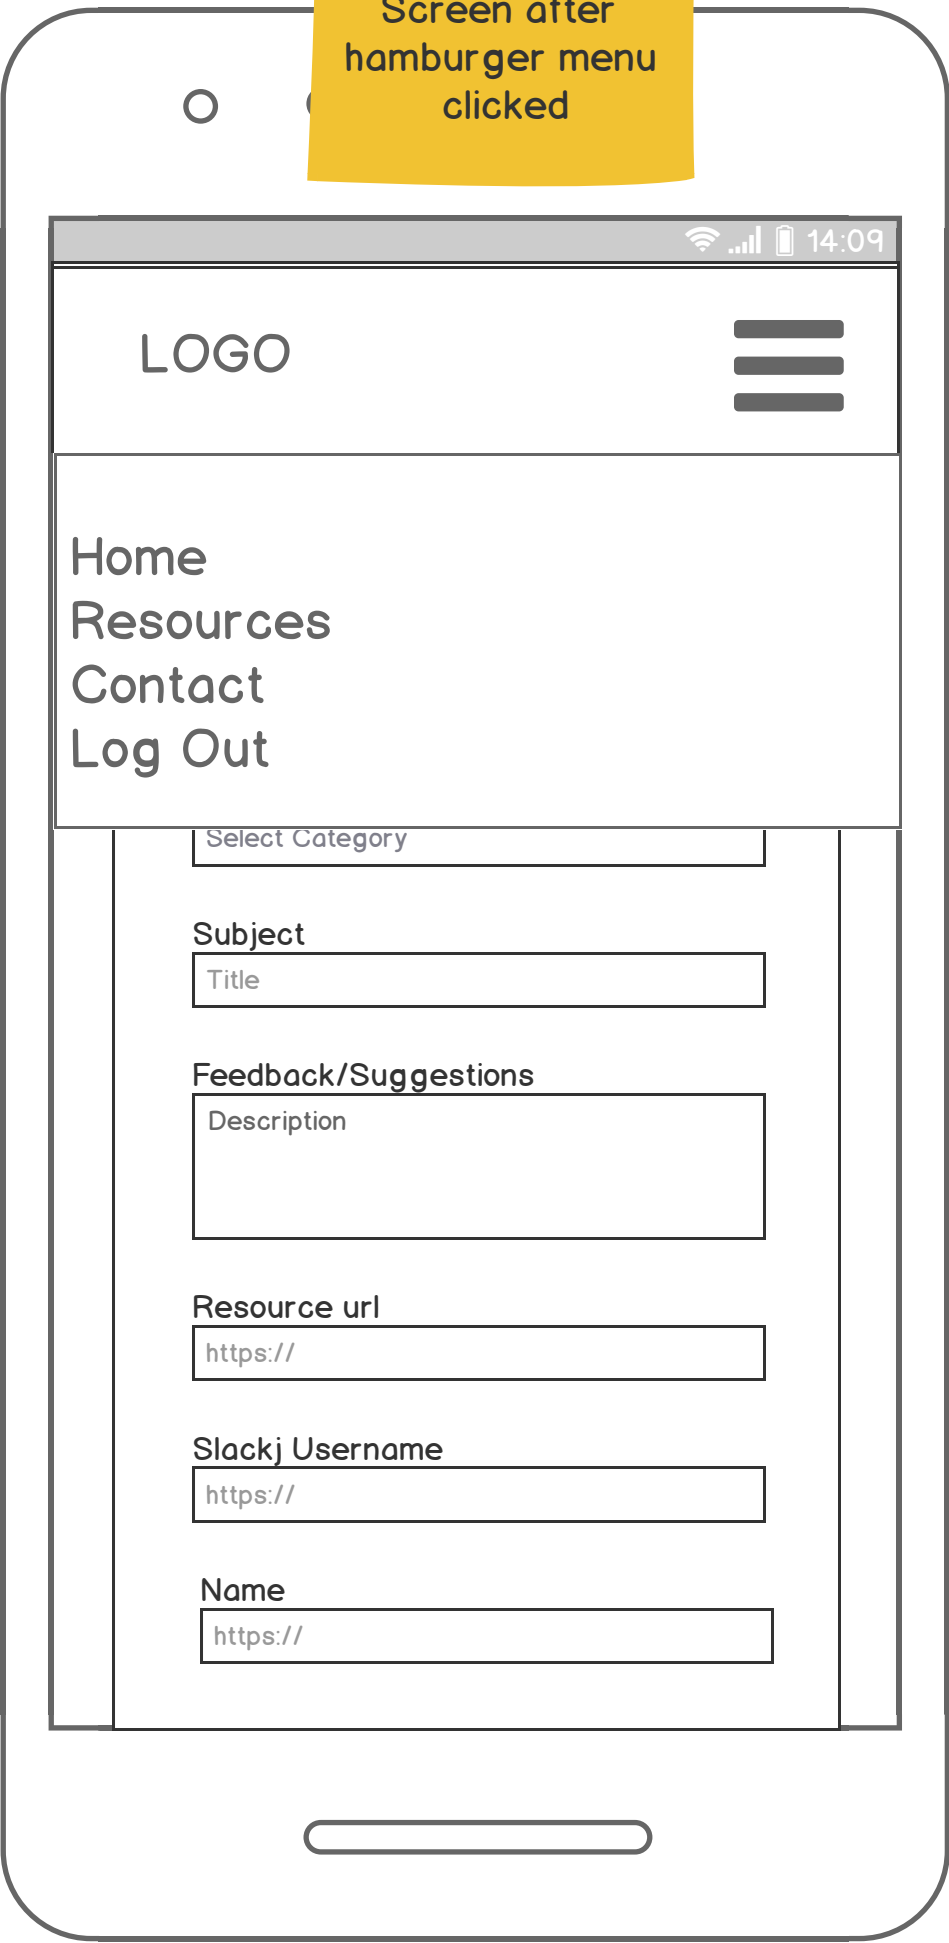 Screen after
hamburger menu
clicked
14:09
LOGO
Home
Resources
Contact
Log Out
Select Category
Subject
Title
Feedback/Suggestions
Description
Resource url
https://
Slackj Username
https://
Name
https://